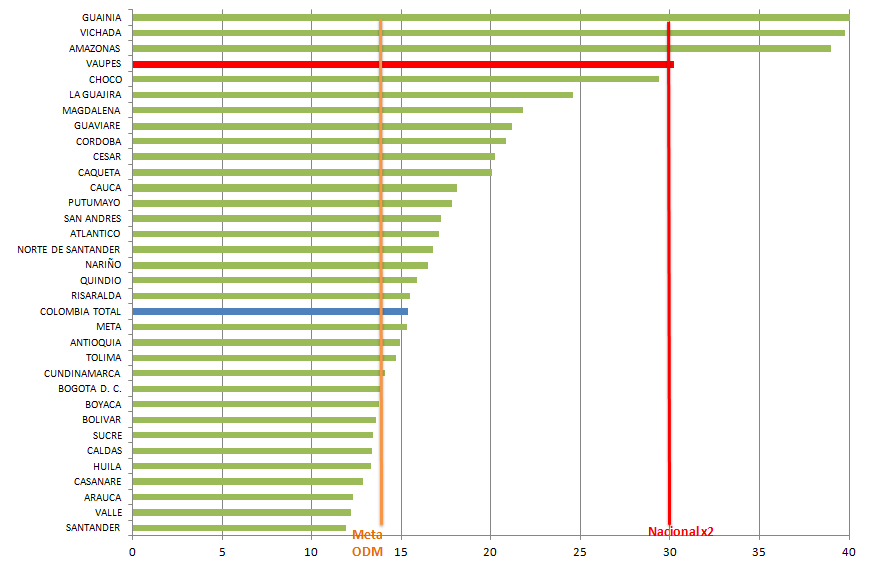 GUAINIA
VICHADA
AMAZONAS
VAUPES
CHOCO
LA GUAJIRA
MAGDALENA
GUAVIARE
CORDOBA
CESAR
CAQUETA
CAUCA
PUTUMAYO
SAN ANDRES
ATLANTICO
NORTE DE SANTANDER
NARIÑO
QUINDIO
RISARALDA
COLOMBIA TOTAL
META
ANTIOQUIA
TOLIMA
CUNDINAMARCA
BOGOTA D. C.
BOYACA
BOLIVAR
SUCRE
CALDAS
HUILA
CASANARE
ARAUCA
VALLE
SANTANDER
Meta
ODM
Nacional x2
0 5 10 15 20 25 30 35 40